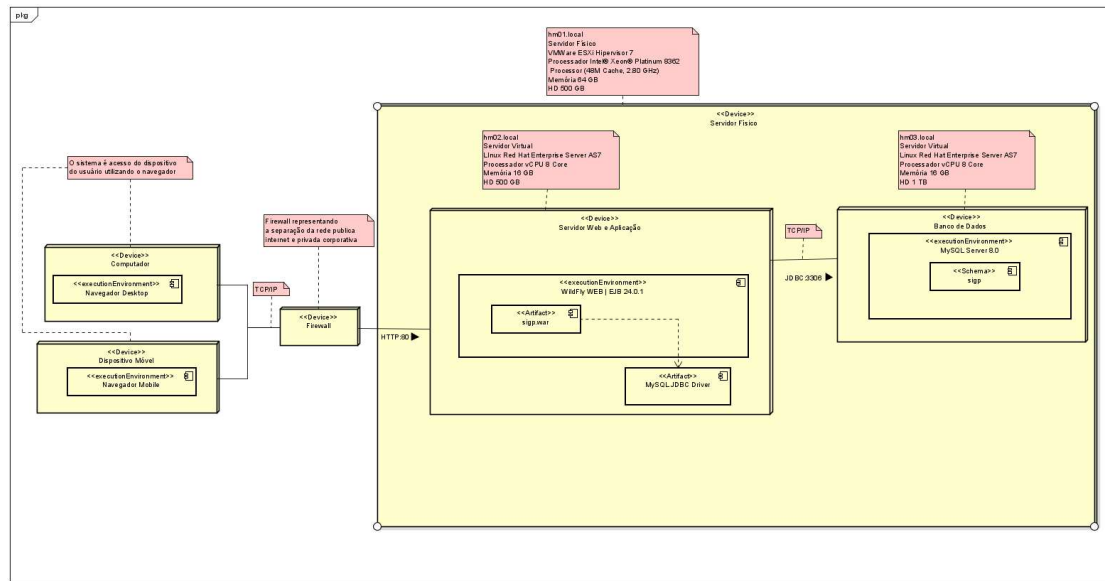 pkg
hm01.local
Servidor Físico
VMWare ESXi Hipervisor 7
Processador Intel® Xeon® Platinum 8362
Processor (48M Cache, 2.80 GHz)
Memória 64 GB
HD 500 GB
<<Device>>
Servidor Físico
hm02.local
Servidor Virtual
Linux Red Hat Enterprise Server AS7
Processador vCPU 8 Core
Memória 16 GB
HD 500 GB
hm03.local
Servidor Virtual
Linux Red Hat Enterprise Server AS7
Processador vCPU 8 Core
Memória 16 GB
HD 1 TB
O sistema é acesso do dispositivo
do usuário utilizando o navegador
Firewall representando
a separação da rede publica
Internet e privada corporativa
<<Device>>
Servidor Web e Aplicação
TCP/IP
<<Device>>
Banco de Dados
<<executionEnvironment>>
MySQL Server 8.0
<<Schema>>
sigp
JDBC:3306
<<Device>>
Computador
<<executionEnvironment>>
Navegador Desktop
TCP/IP
<<executionEnvironment>>
WildFly WEB | EJB 24.0.1
<<Artifact>>
sigp.war
<<Device>>
Firewall
HTTP:80
<<Device>>
Dispositivo Móvel
<<executionEnvironment>>
Navegador Mobile
<<Artifact>>
MySQL JDBC Driver